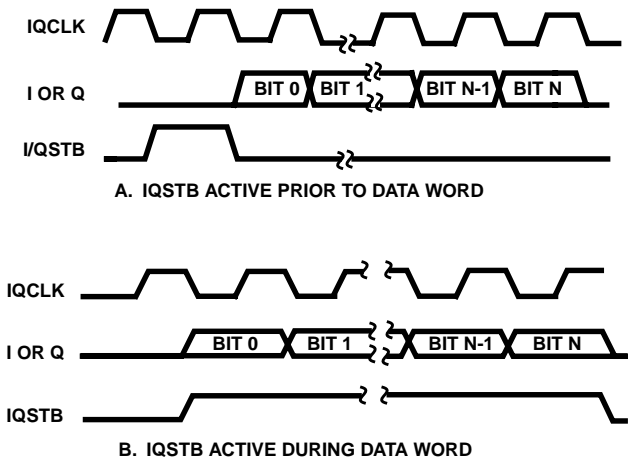 IQCLK
I OR Q
BIT 0 BIT 1 BIT N-1 BIT N
I/QSTB
A. IQSTB ACTIVE PRIOR TO DATA WORD
IQCLK
I OR Q
BIT 0 BIT 1 BIT N-1 BIT N
IQSTB
B. IQSTB ACTIVE DURING DATA WORD